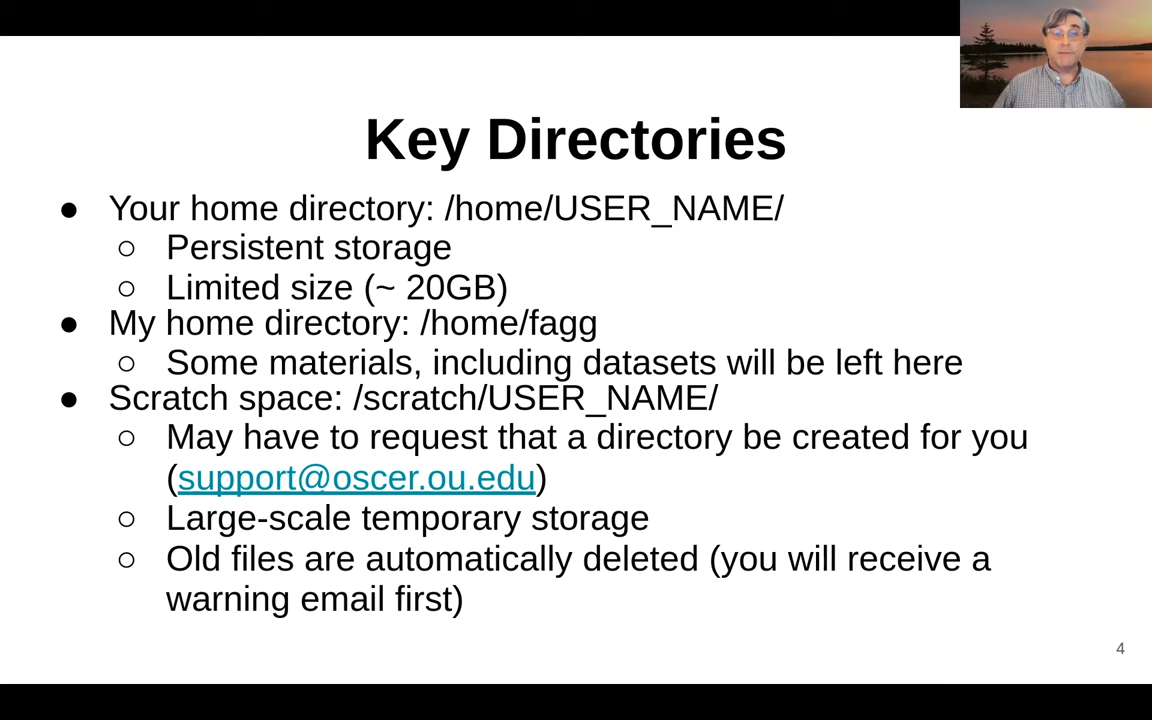 Key Directories
● Your home directory: /home/USER_NAME/
○ Persistent storage
○ Limited size (~ 20GB)
● My home directory: /home/fagg
○ Some materials, including datasets will be left here
● Scratch space: /scratch/USER_NAME/
○ May have to request that a directory be created for you
(support@oscer.ou.edu)
○ Large-scale temporary storage
○ Old files are automatically deleted (you will receive a
warning email first)
4